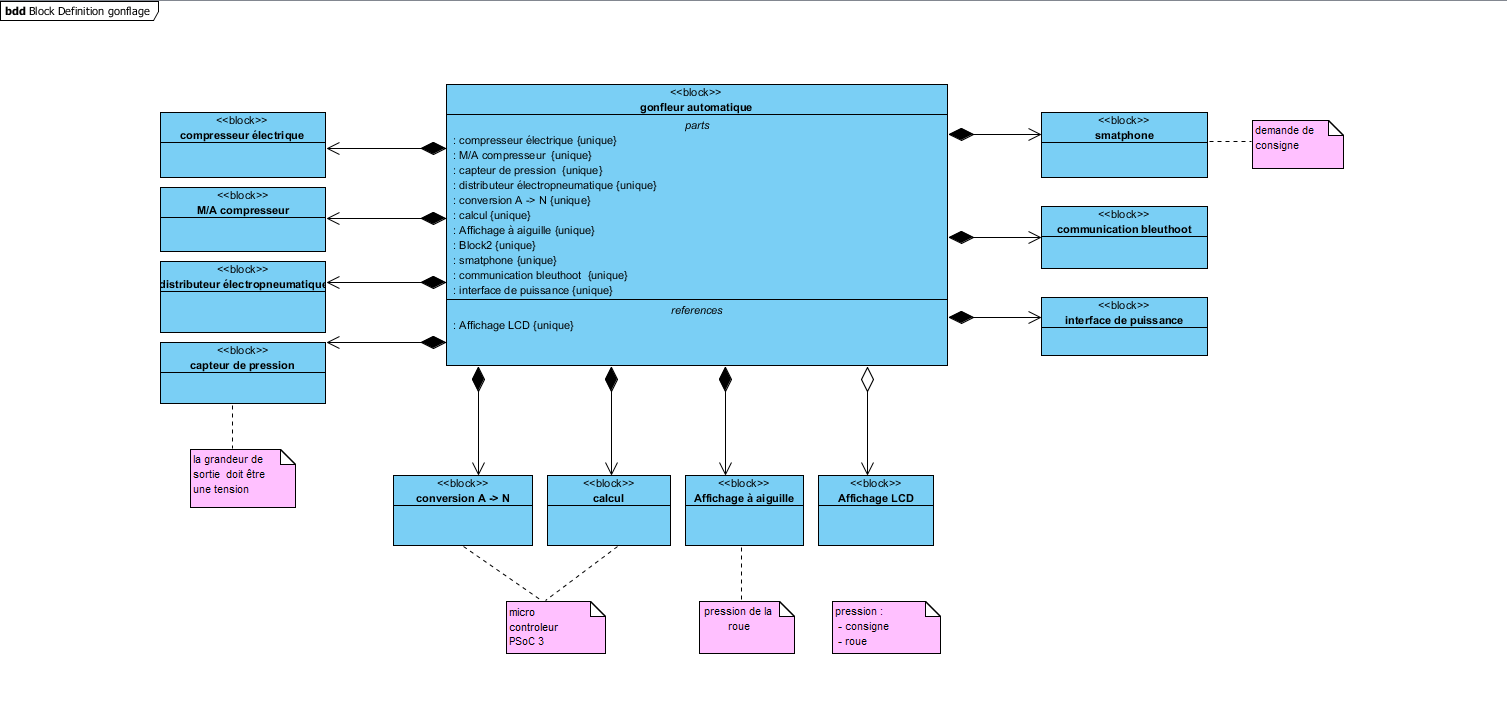 bdd Block Definition gonflage
<<block>>
gonfleur automatique
parts
: compresseur électrique {unique}
: M/A compresseur {unique}
: capteur de pression {unique}
: distributeur électropneumatique {unique}
: conversion A -> N {unique}
: calcul {unique}
: Affichage à aiguille {unique}
: Block2 {unique}
: smatphone {unique}
: communication bleuthoot {unique}
: interface de puissance {unique}
references
: Affichage LCD {unique}
<<block>>
compresseur électrique
<<block>>
M/A compresseur
<<block>>
distributeur électropneumatique
<<block>>
capteur de pression
la grandeur de
sortie doit être
une tension
<<block>>
smatphone
demande de
consigne
<<block>>
communication bleuthoot
<<block>>
interface de puissance
<<block>>
conversion A -> N
<<block>>
calcul
<<block>>
Affichage à aiguille
<<block>>
Affichage LCD
micro
controleur
PSoC 3
pression de la
roue
pression :
- consigne
- roue